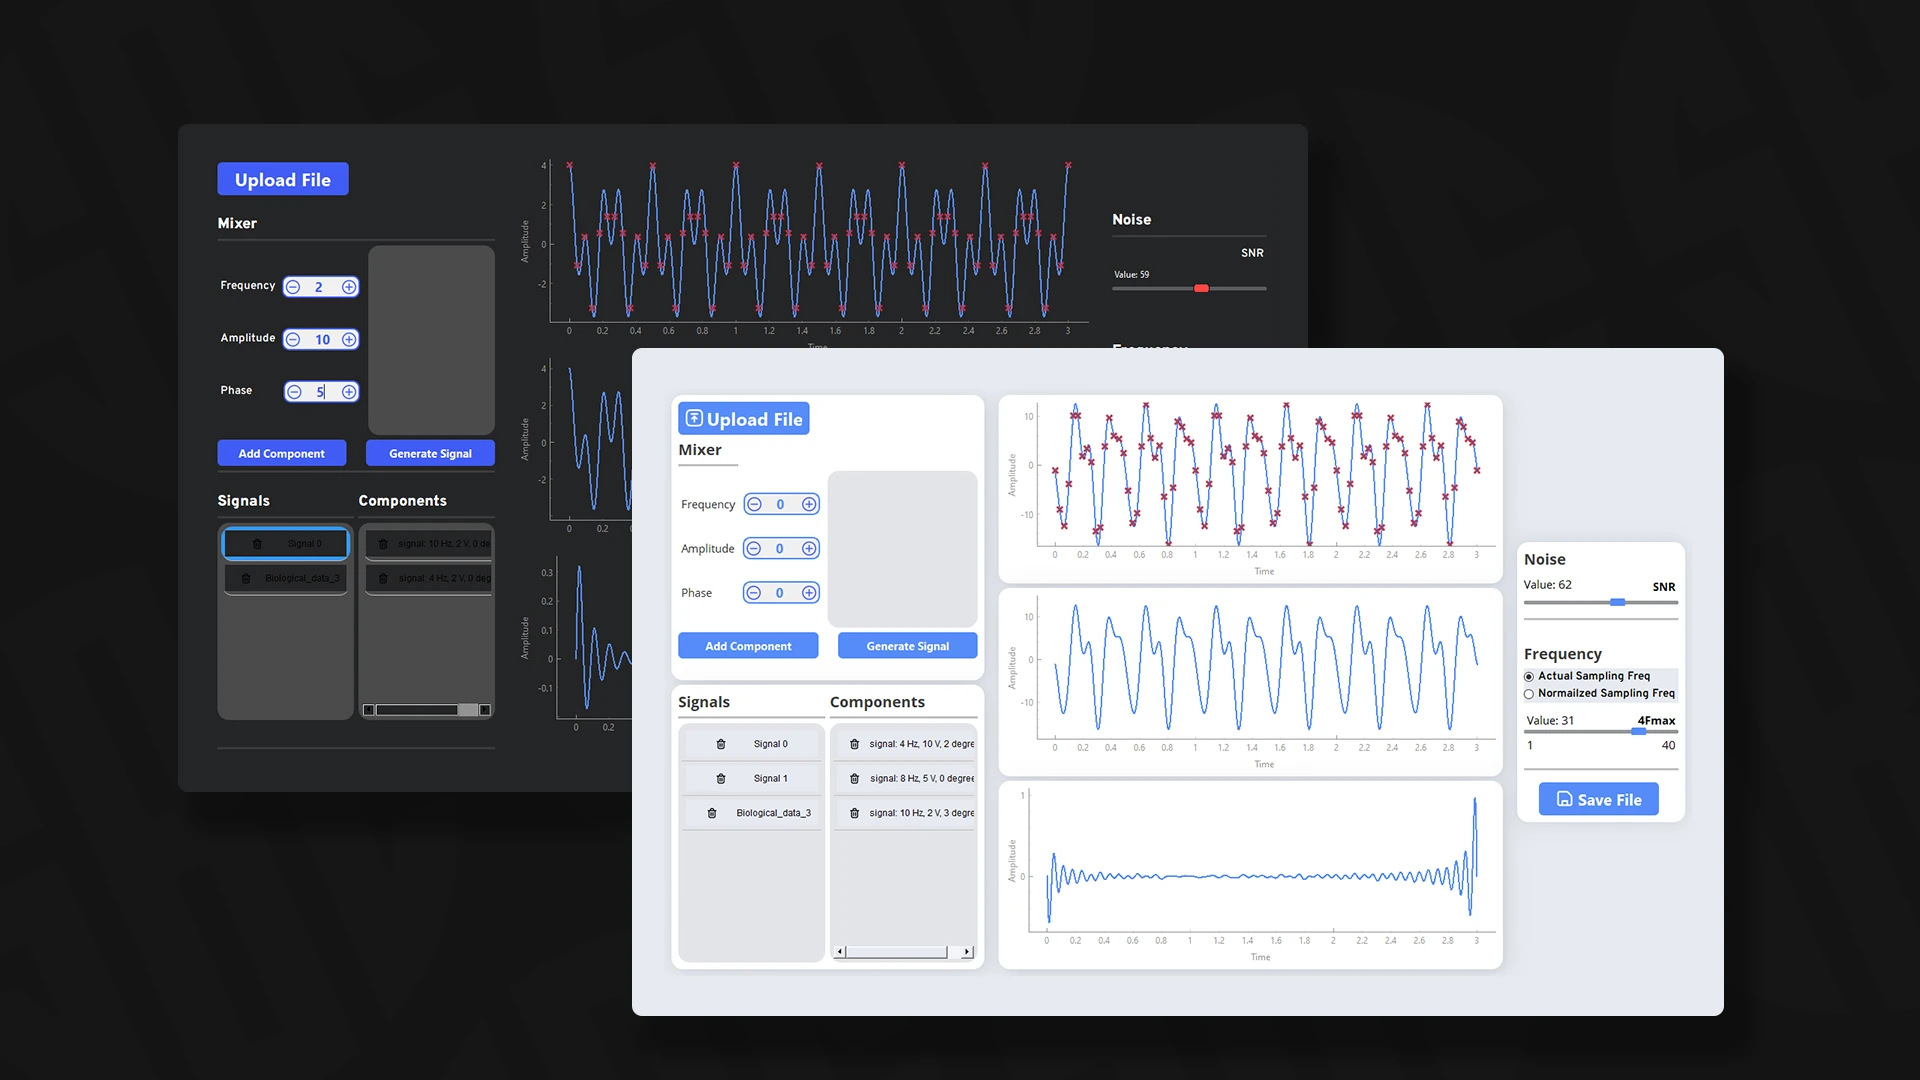 Upload File
Mixer
Frequency
2
Amplitude
10
Phase
5
Add Component
Generate Signal
Signals
Components
Signal 0
signal: 10 Hz, 2 V, 0 de
Biological_data_3
signal: 4 Hz, 2 V, 0 deg
4
2
0
-2
Amplitude
0 0.2 0.4 0.6 0.8 1 1.2 1.4 1.6 1.8 2 2.2 2.4 2.6 2.8 3
Time
4
2
0
-2
Amplitude
0 0.2
0.3
0.2
0.1
0
-0.1
Amplitude
0 0.2
Noise
SNR
Value: 59
Upload File
Mixer
Frequency
0
Amplitude
0
Phase
0
Add Component
Generate Signal
Signals
Components
Signal 0
signal: 4 Hz, 10 V, 2 degre
Signal 1
signal: 8 Hz, 5 V, 0 degree
Biological_data_3
signal: 10 Hz, 2 V, 3 degre
10
0
-10
Amplitude
0 0.2 0.4 0.6 0.8 1 1.2 1.4 1.6 1.8 2 2.2 2.4 2.6 2.8 3
Time
10
0
-10
Amplitude
0 0.2 0.4 0.6 0.8 1 1.2 1.4 1.6 1.8 2 2.2 2.4 2.6 2.8 3
Time
1
0
Amplitude
0 0.2 0.4 0.6 0.8 1 1.2 1.4 1.6 1.8 2 2.2 2.4 2.6 2.8 3
Time
Noise
Value: 62
SNR
Frequency
Actual Sampling Freq
Normailzed Sampling Freq
Value: 31
4Fmax
1
40
Save File